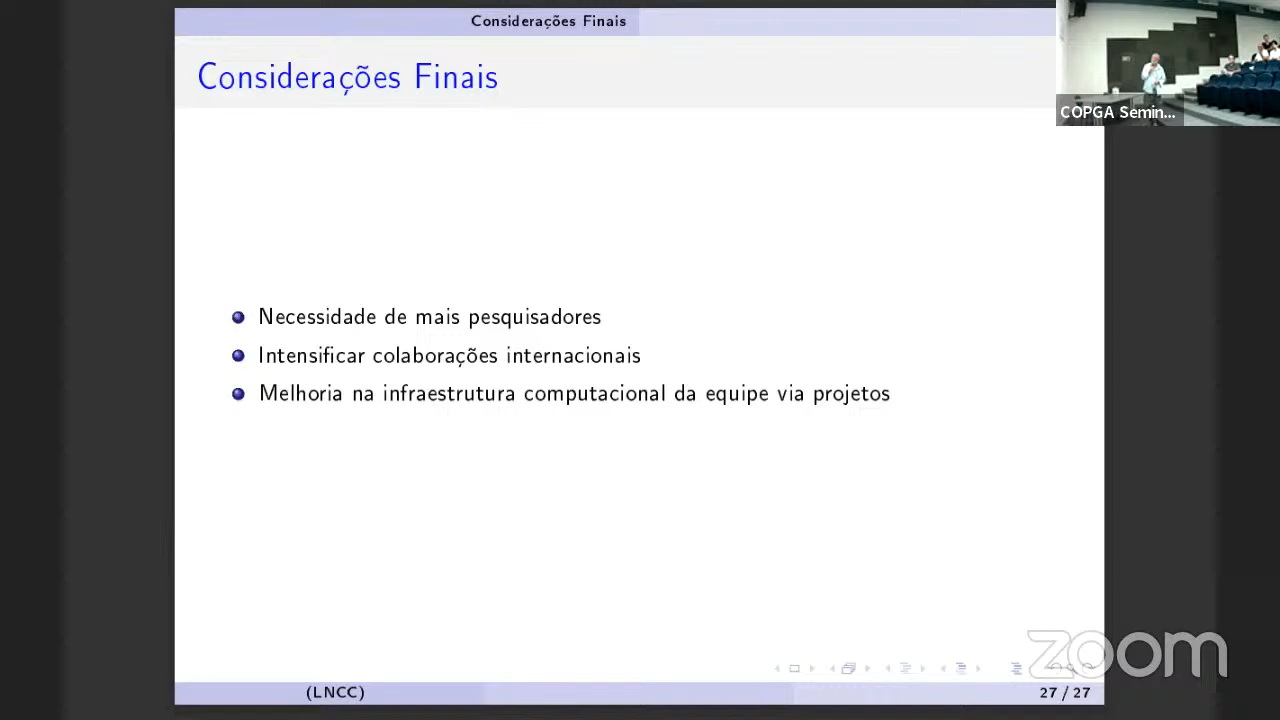 Considerações Finais
Considerações Finais
COPGA Semin...
Necessidade de mais pesquisadores
Intensificar colaborações internacionais
Melhoria na infraestrutura computacional da equipe via projetos
zoom
(LNCC)
27 / 27